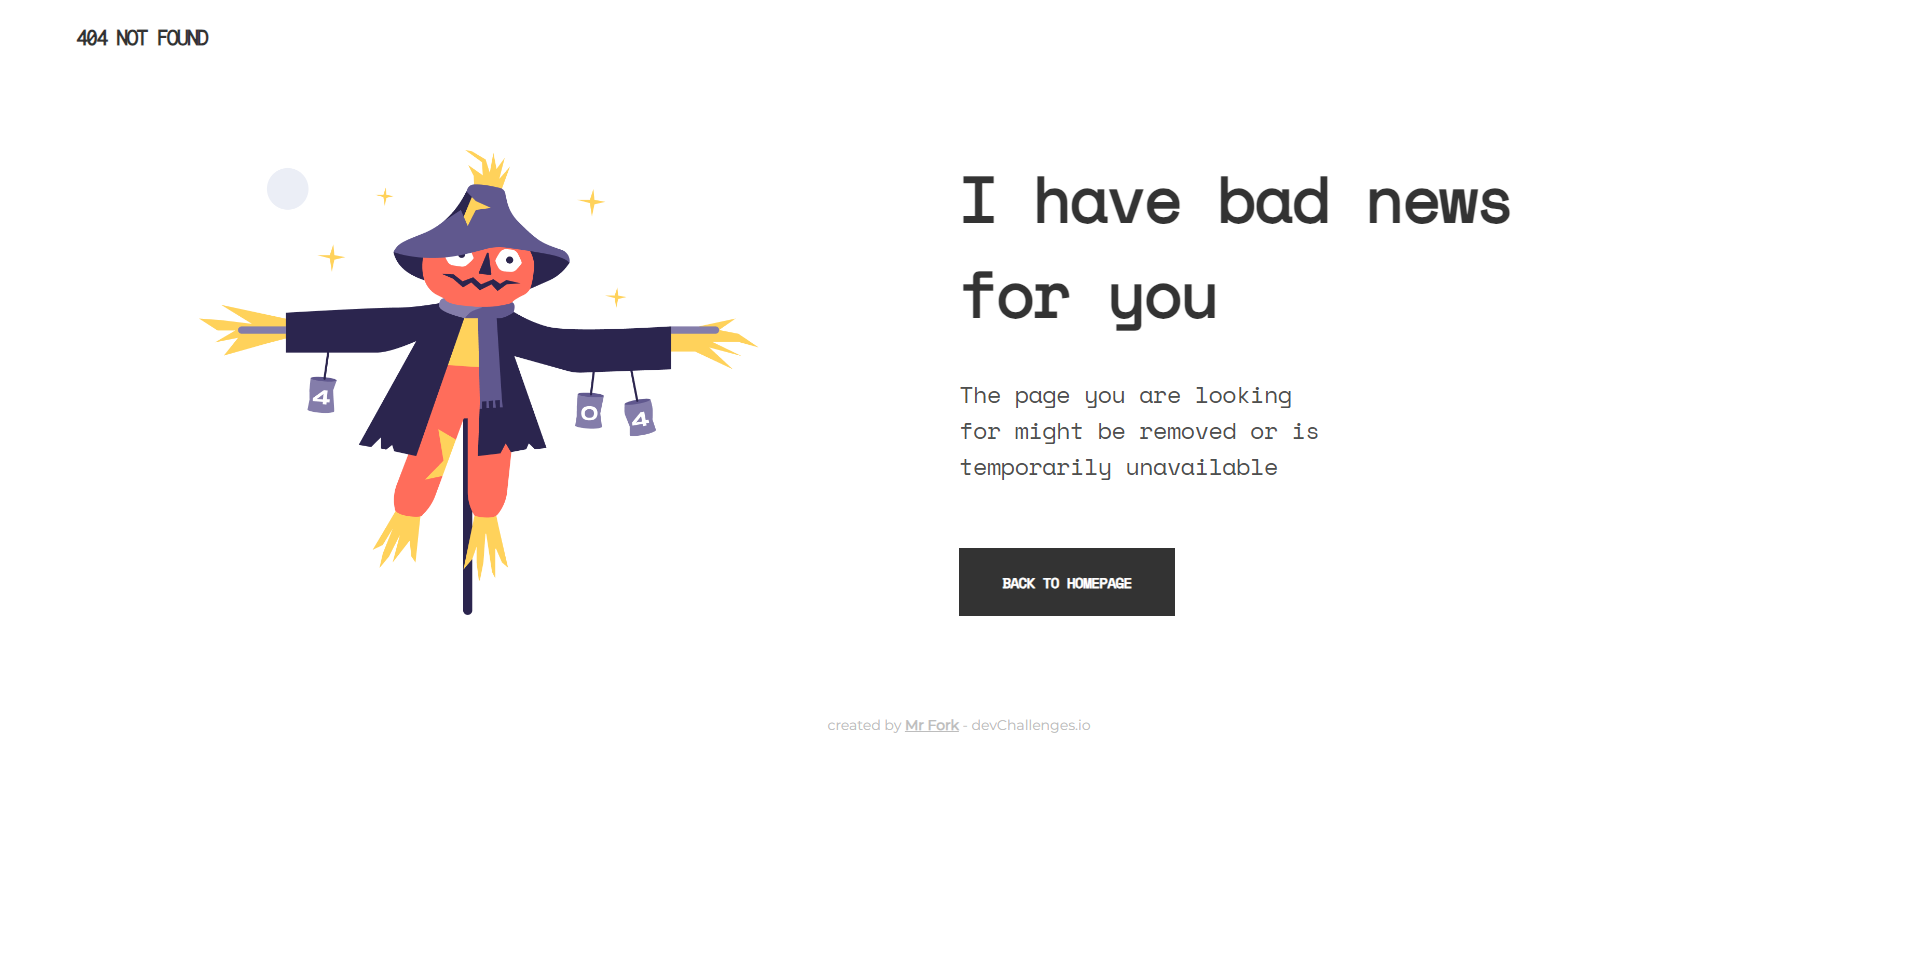 404 NOT FOUND
I have bad news
for you
4
0
4
The page you are looking
for might be removed or is
temporarily unavailable
BACK TO HOMEPAGE
created by Mr Fork - devChallenges.io